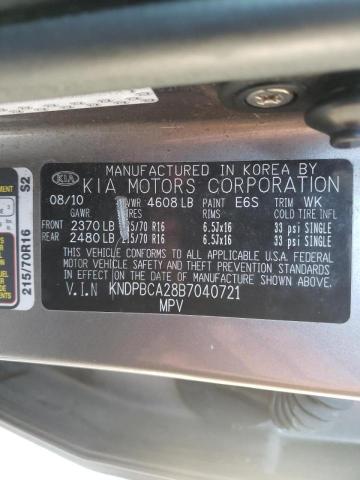 MANUFACTURED IN KOREA BY
KIA KIA MOTORS CORPORATION
08/10 GVWR 4608 LB PAINT E6S TRIM WK
GAWR TIRES RIMS COLD TIRE INFL
FRONT 2370 LB 215/70 R16 6.5Jx16 33 psi SINGLE
REAR 2480 LB 215/70 R16 6.5Jx16 33 psi SINGLE
THIS VEHICLE CONFORMS TO ALL APPLICABLE U.S.A. FEDERAL
MOTOR VEHICLE SAFETY, BUMPER, AND THEFT PREVENTION STANDARDS
IN EFFECT ON THE DATE OF MANUFACTURE SHOWN ABOVE.
V.I.N KNDPBCA28B7040721
MPV
215/70R16 S2